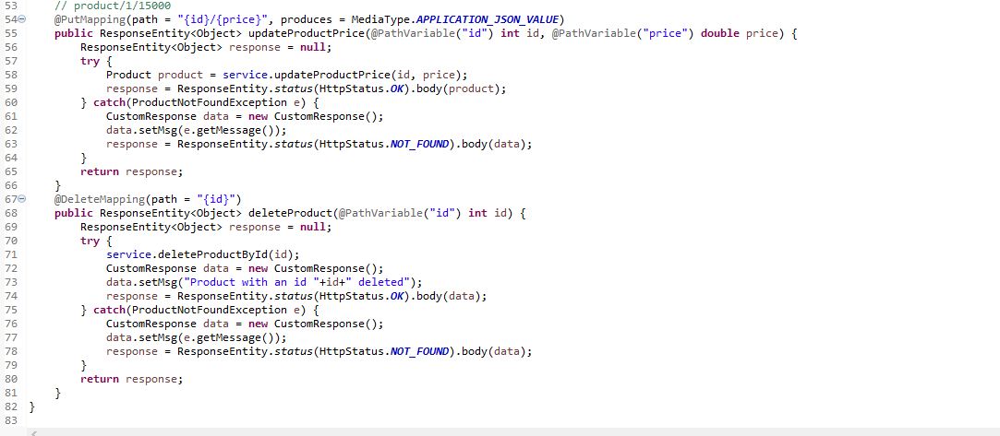 53 // product/1/15000
54 @PutMapping(path = "{id}/{price}", produces = MediaType.APPLICATION_JSON_VALUE)
55 public ResponseEntity<Object> updateProductPrice(@PathVariable("id") int id, @PathVariable("price") double price) {
56 ResponseEntity<Object> response = null;
57 try {
58 Product product = service.updateProductPrice(id, price);
59 response = ResponseEntity.status(HttpStatus.OK).body(product);
60 } catch(ProductNotFoundException e) {
61 CustomResponse data = new CustomResponse();
62 data.setMsg(e.getMessage());
63 response = ResponseEntity.status(HttpStatus.NOT_FOUND).body(data);
64 }
65 return response;
66 }
67 @DeleteMapping(path = "{id}")
68 public ResponseEntity<Object> deleteProduct(@PathVariable("id") int id) {
69 ResponseEntity<Object> response = null;
70 try {
71 service.deleteProductById(id);
72 CustomResponse data = new CustomResponse();
73 data.setMsg("Product with an id "+id+" deleted");
74 response = ResponseEntity.status(HttpStatus.OK).body(data);
75 } catch(ProductNotFoundException e) {
76 CustomResponse data = new CustomResponse();
77 data.setMsg(e.getMessage());
78 response = ResponseEntity.status(HttpStatus.NOT_FOUND).body(data);
79 }
80 return response;
81 }
82 }
83